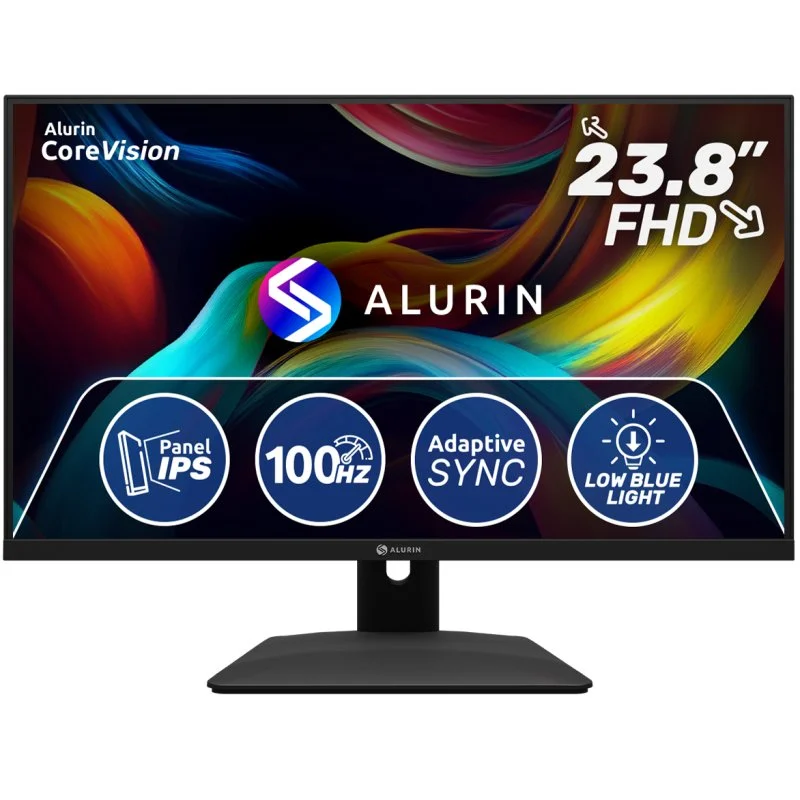 Alurin
CoreVision
23.8"
FHD
ALURIN
Panel
IPS
100HZ
Adaptive
SYNC
LOW BLUE
LIGHT
ALURIN